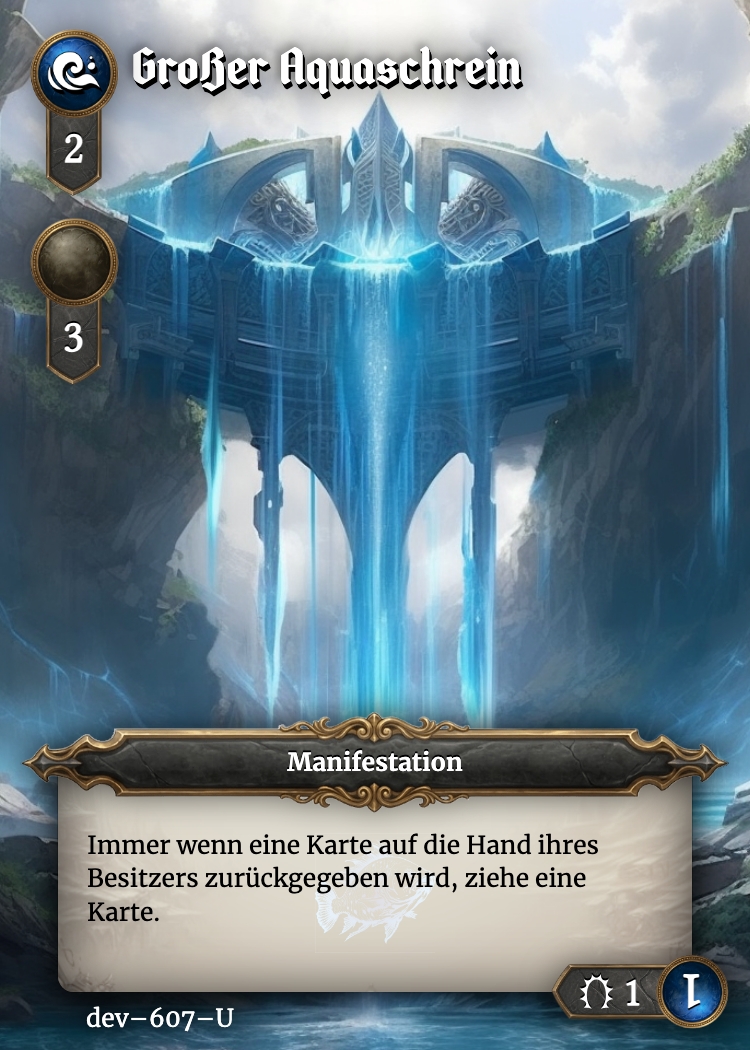 Großer Aquaschrein
2
3
Manifestation
Immer wenn eine Karte auf die Hand ihres
Besitzers zurückgegeben wird, ziehe eine
Karte.
1
1
dev–607–U